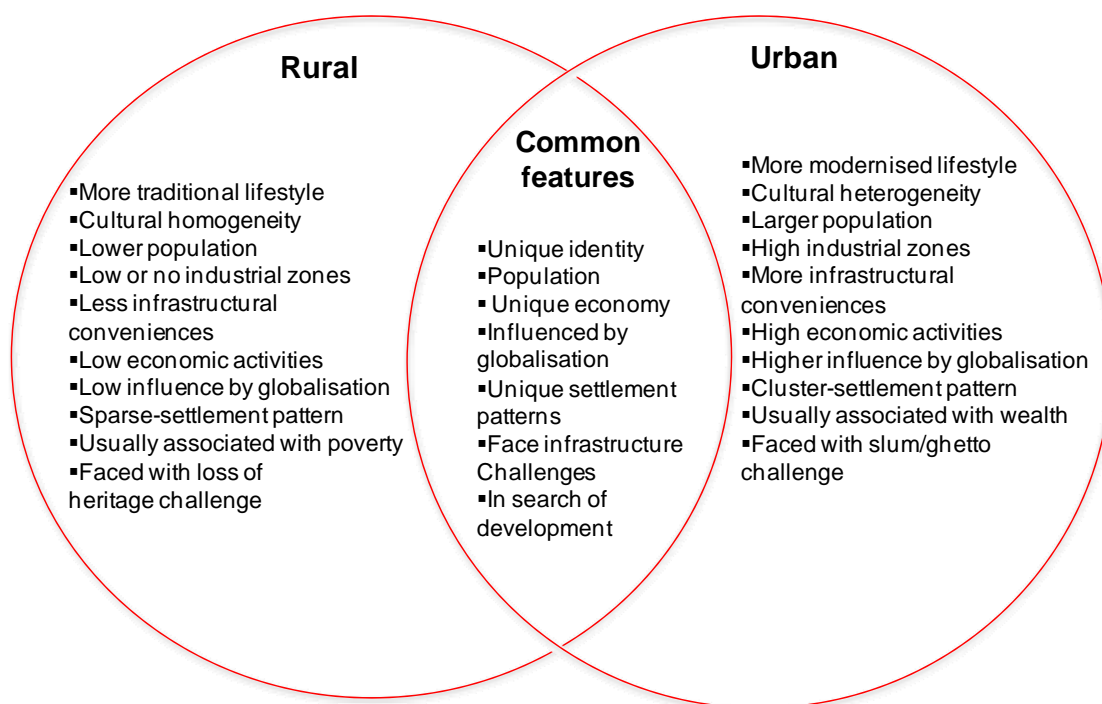 Rural
▪More traditional lifestyle
▪Cultural homogeneity
▪Lower population
▪Low or no industrial zones
▪Less infrastructural
conveniences
▪Low economic activities
▪Low influence by globalisation
▪Sparse-settlement pattern
▪Usually associated with poverty
▪Faced with loss of
heritage challenge
Common
features
▪Unique identity
▪Population
▪ Unique economy
▪Influenced by
globalisation
▪Unique settlement
patterns
▪Face infrastructure
Challenges
▪In search of
development
Urban
▪More modernised lifestyle
▪Cultural heterogeneity
▪Larger population
▪High industrial zones
▪More infrastructural
conveniences
▪High economic activities
▪Higher influence by globalisation
▪Cluster-settlement pattern
▪Usually associated with wealth
▪Faced with slum/ghetto
challenge